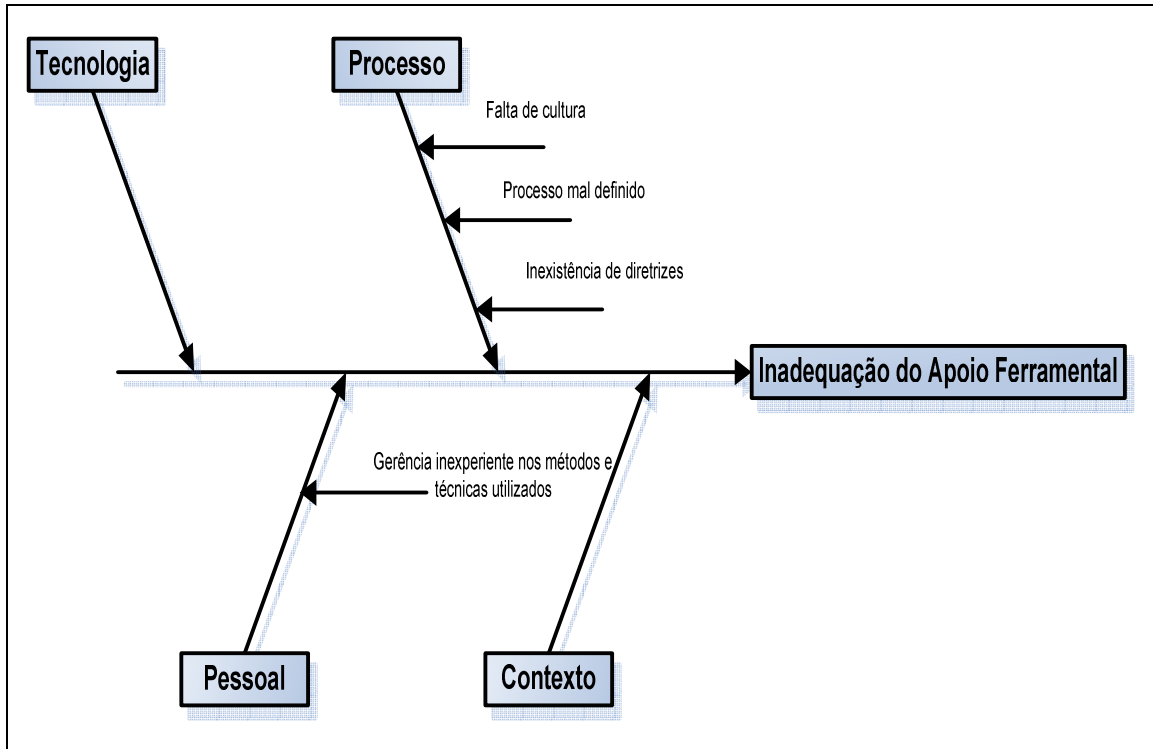 Tecnologia
Processo
Falta de cultura
Processo mal definido
Inexistência de diretrizes
Inadequação do Apoio Ferramental
Gerência inexperiente nos métodos e
técnicas utilizados
Pessoal
Contexto